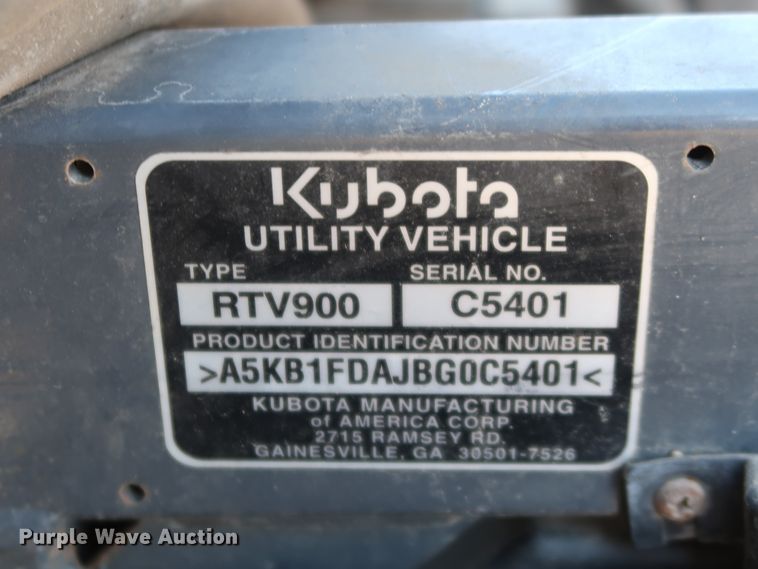 Kubota
UTILITY VEHICLE
TYPE SERIAL NO.
RTV900 C5401
PRODUCT IDENTIFICATION NUMBER
>A5KB1FDAJBG0C5401<
KUBOTA MANUFACTURING
of AMERICA CORP.
2715 RAMSEY RD.
GAINESVILLE, GA 30501-7526
Purple Wave Auction